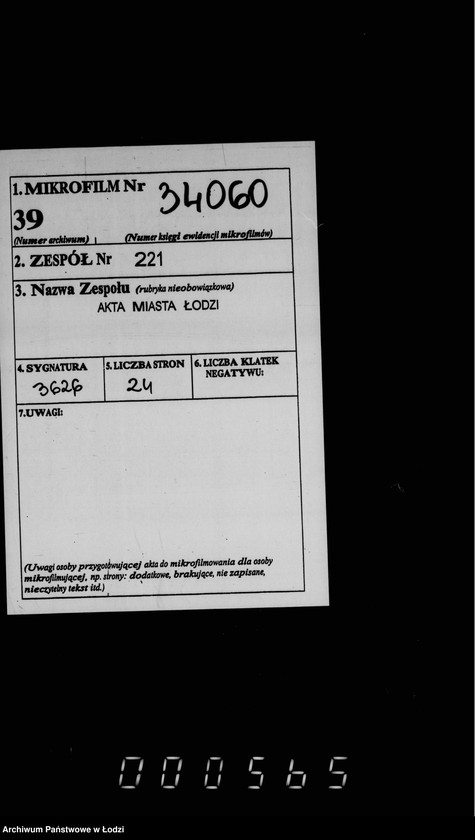 1. MIKROFILM Nr 34060
39
(Numer archiwum) (Numer księgi ewidencji mikrofilmów)
2. ZESPÓŁ Nr 221
3. Nazwa Zespołu (rubryka nieobowiązkowa)
AKTA MIASTA ŁODZI
4. SYGNATURA 5. LICZBA STRON 6. LICZBA KLATEK
NEGATYWU:
3626 24
7. UWAGI:
(Uwagi osoby przygotówującej akta do mikrofilmowania dla osoby
mikrofilmującej, np. strony: dodatkowe, brakujące, nie zapisane,
nieczytelny tekst itd.)
000565
Archiwum Państwowe w Łodzi